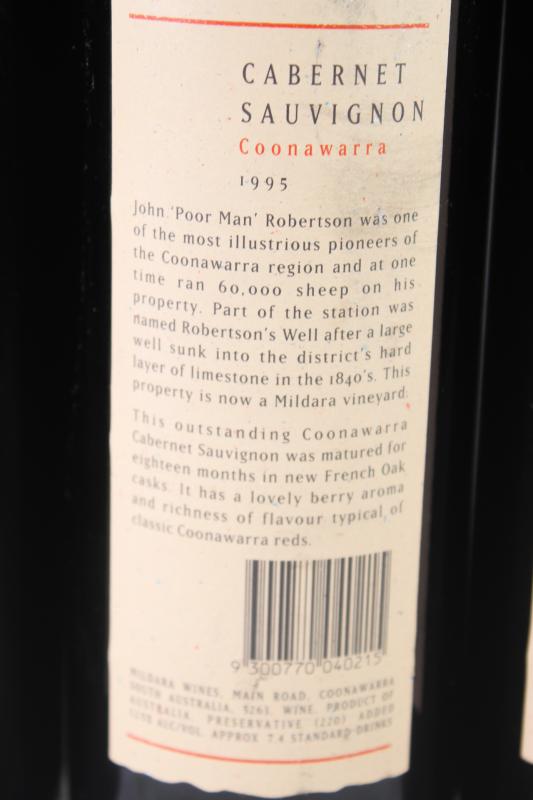 CABERNET
SAUVIGNON
Coonawarra
1995
John 'Poor Man' Robertson was one
of the most illustrious pioneers of
the Coonawarra region and at one
time ran 60,000 sheep on his
property. Part of the station was
named Robertson's Well after a large
well sunk into the district's hard
layer of limestone in the 1840's. This
property is now a Mildara vineyard.
This outstanding Coonawarra
Cabernet Sauvignon was matured for
eighteen months in new French Oak
casks. It has a lovely berry aroma
and richness of flavour typical of
classic Coonawarra reds.
9 300770 040215
MILDARA WINES, MAIN ROAD, COONAWARRA
SOUTH AUSTRALIA, 5263. WINE. PRODUCT OF
AUSTRALIA. PRESERVATIVE (220) ADDED
ALC/VOL. APPROX 7.4 STANDARD DRINKS